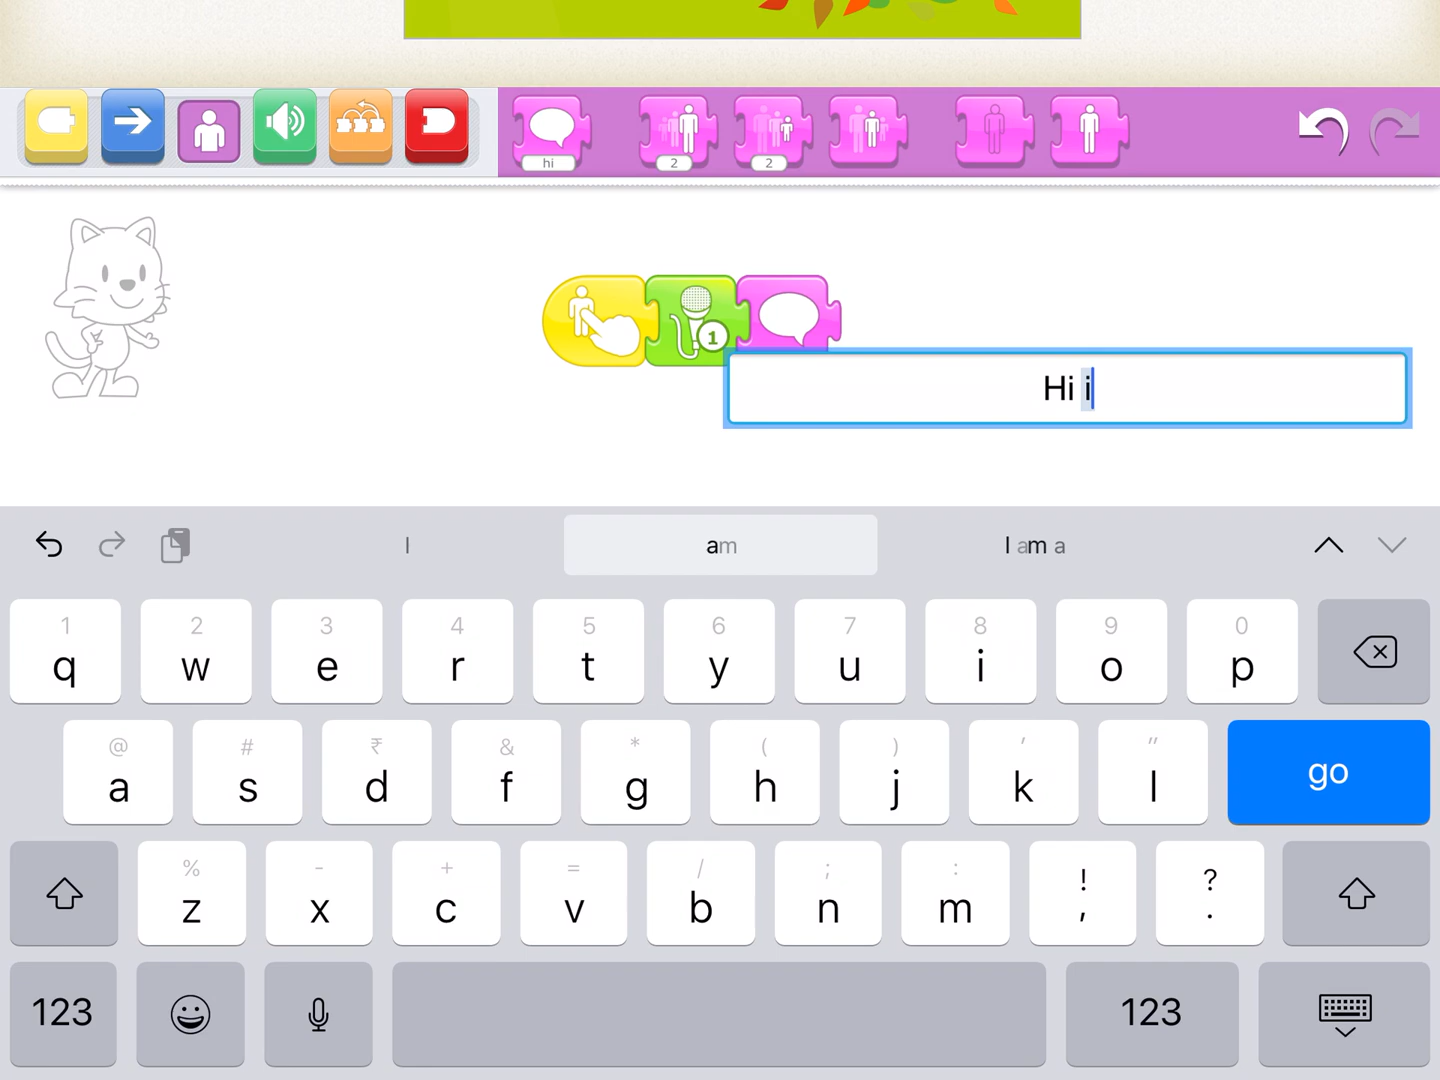 hi
2
2
1
Hi i
I
am
I am a
1 2 3 4 5 6 7 8 9 0
q w e r t y u i o p
@ # ₹ & * ( ) ' "
a s d f g h j k l
go
% - + = / ; : ! ?
z x c v b n m , .
123
123